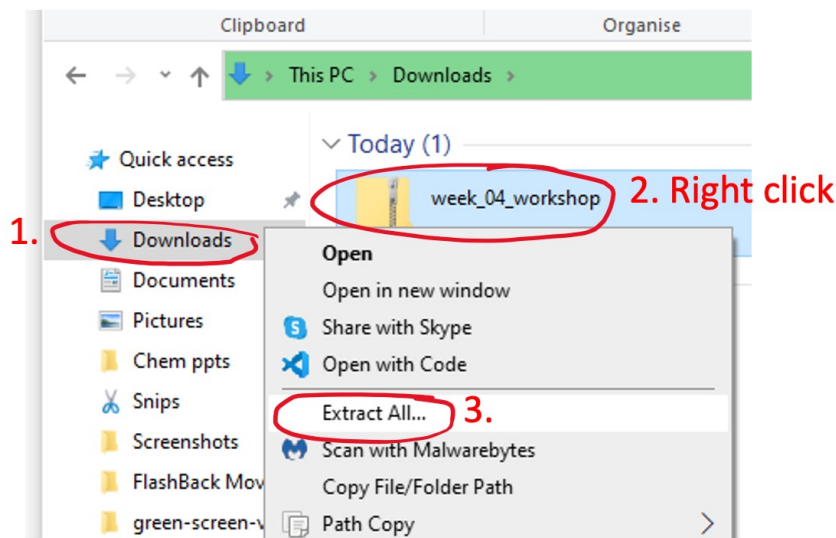 Clipboard
Organise
This PC > Downloads >
Today (1)
Quick access
Desktop
week_04_workshop
2. Right click
1.
Downloads
Open
Documents
Open in new window
Pictures
Share with Skype
Chem ppts
Open with Code
Snips
Extract All...
3.
Screenshots
Scan with Malwarebytes
FlashBack Mov
Copy File/Folder Path
green-screen-v
Path Copy